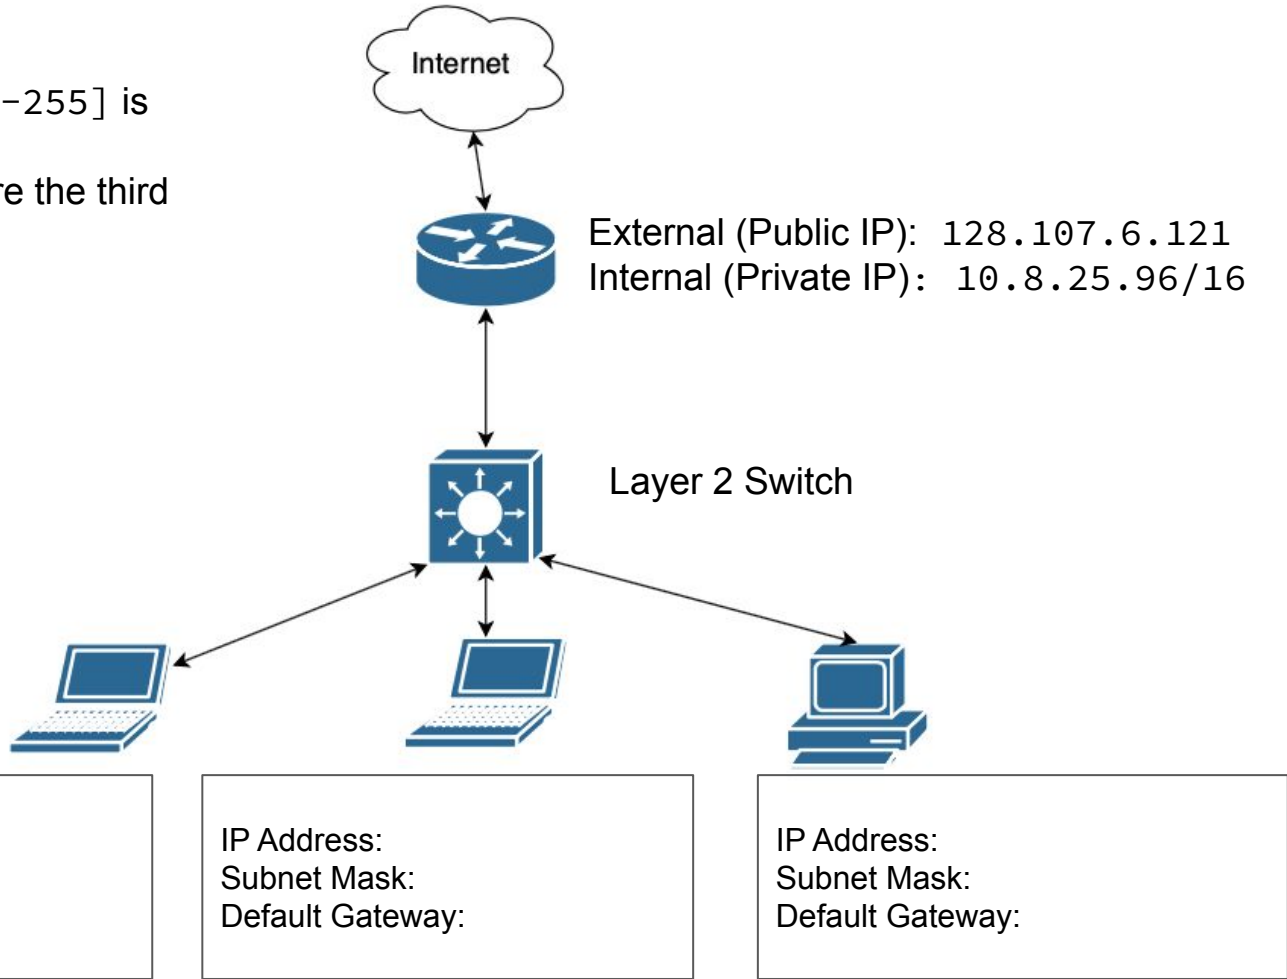 Internet
-255] is
re the third
External (Public IP): 128.107.6.121
Internal (Private IP): 10.8.25.96/16
Layer 2 Switch
IP Address:
Subnet Mask:
Default Gateway:
IP Address:
Subnet Mask:
Default Gateway: